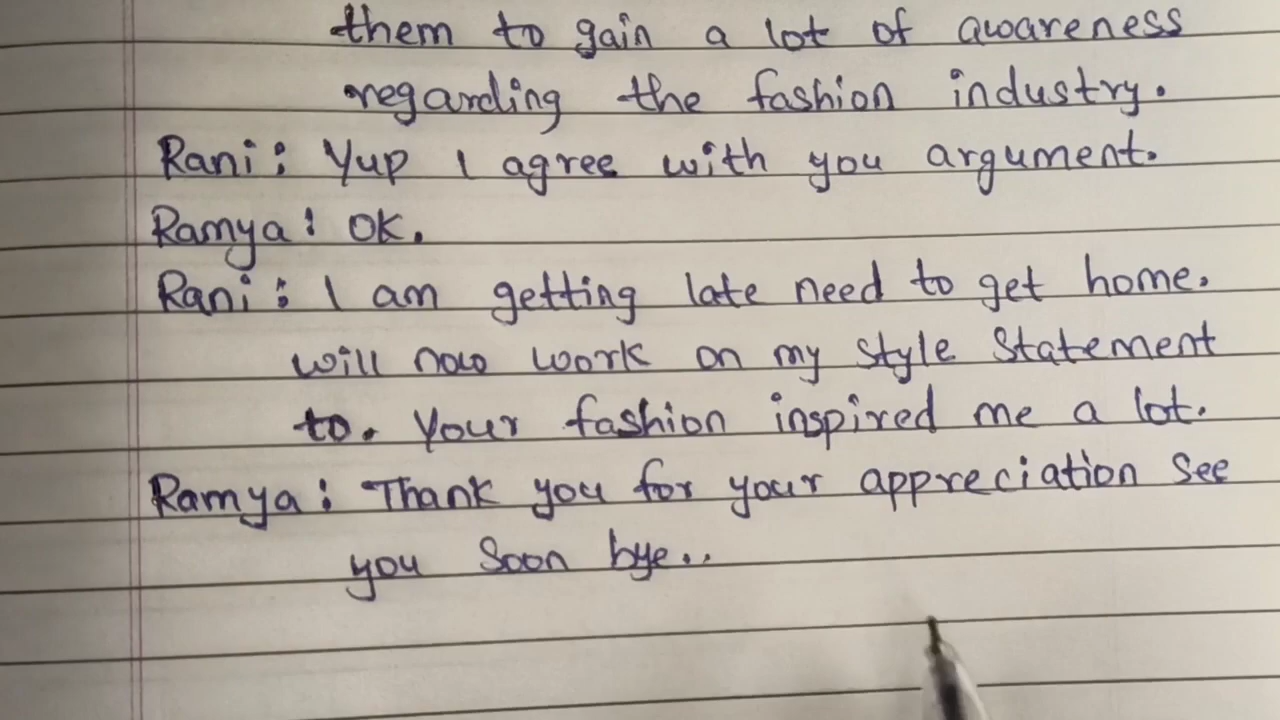 them to gain a lot of awareness
regarding the fashion industry.
Rani: Yup I agree with you argument.
Ramya: OK.
Rani: I am getting late need to get home.
will now work on my style statement
to. Your fashion inspired me a lot.
Ramya: Thank you for your appreciation see
you soon bye..